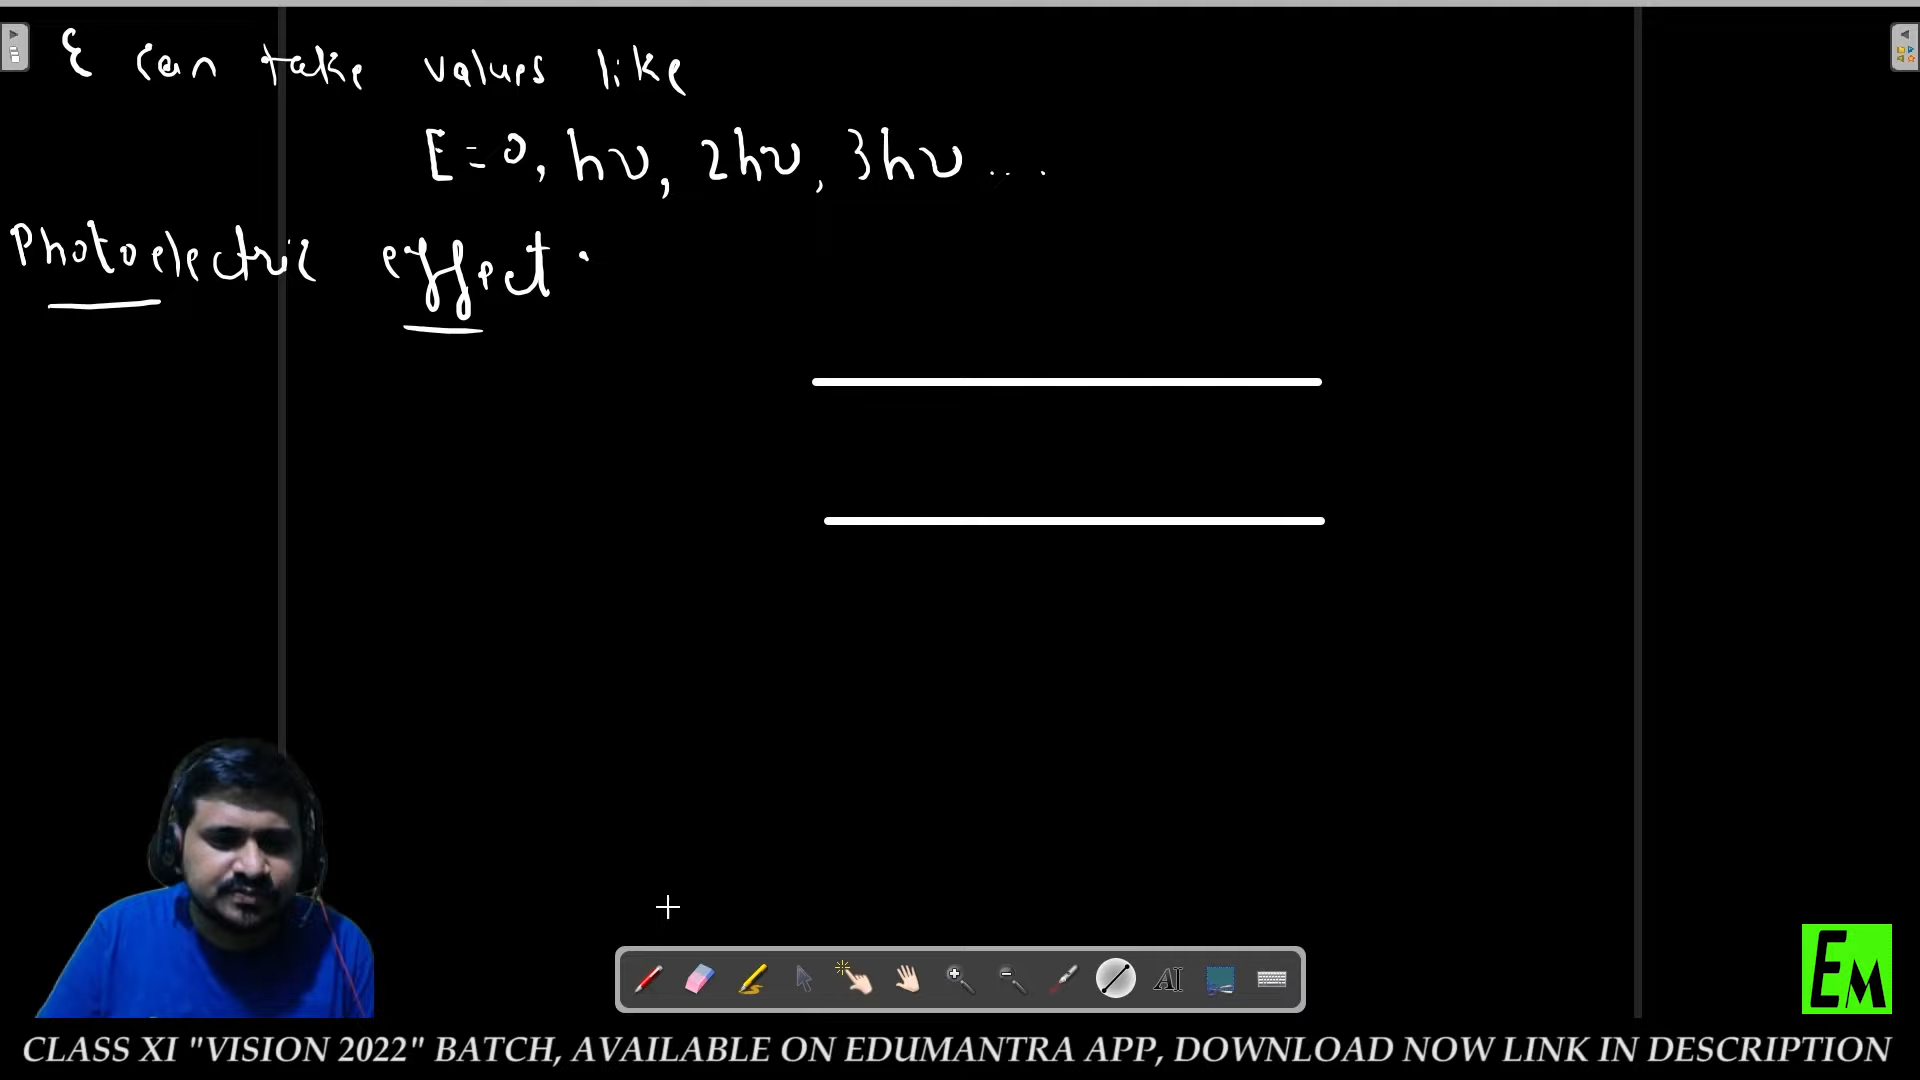 E can take values like
E = 0, hν, 2hν, 3hν ....
Photoelectric effect .
AI
EM
CLASS XI "VISION 2022" BATCH, AVAILABLE ON EDUMANTRA APP, DOWNLOAD NOW LINK IN DESCRIPTION